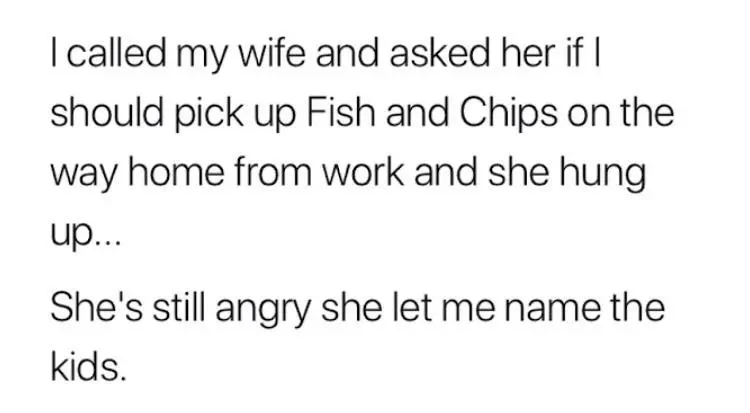 I called my wife and asked her if I
should pick up Fish and Chips on the
way home from work and she hung
up...
She's still angry she let me name the
kids.